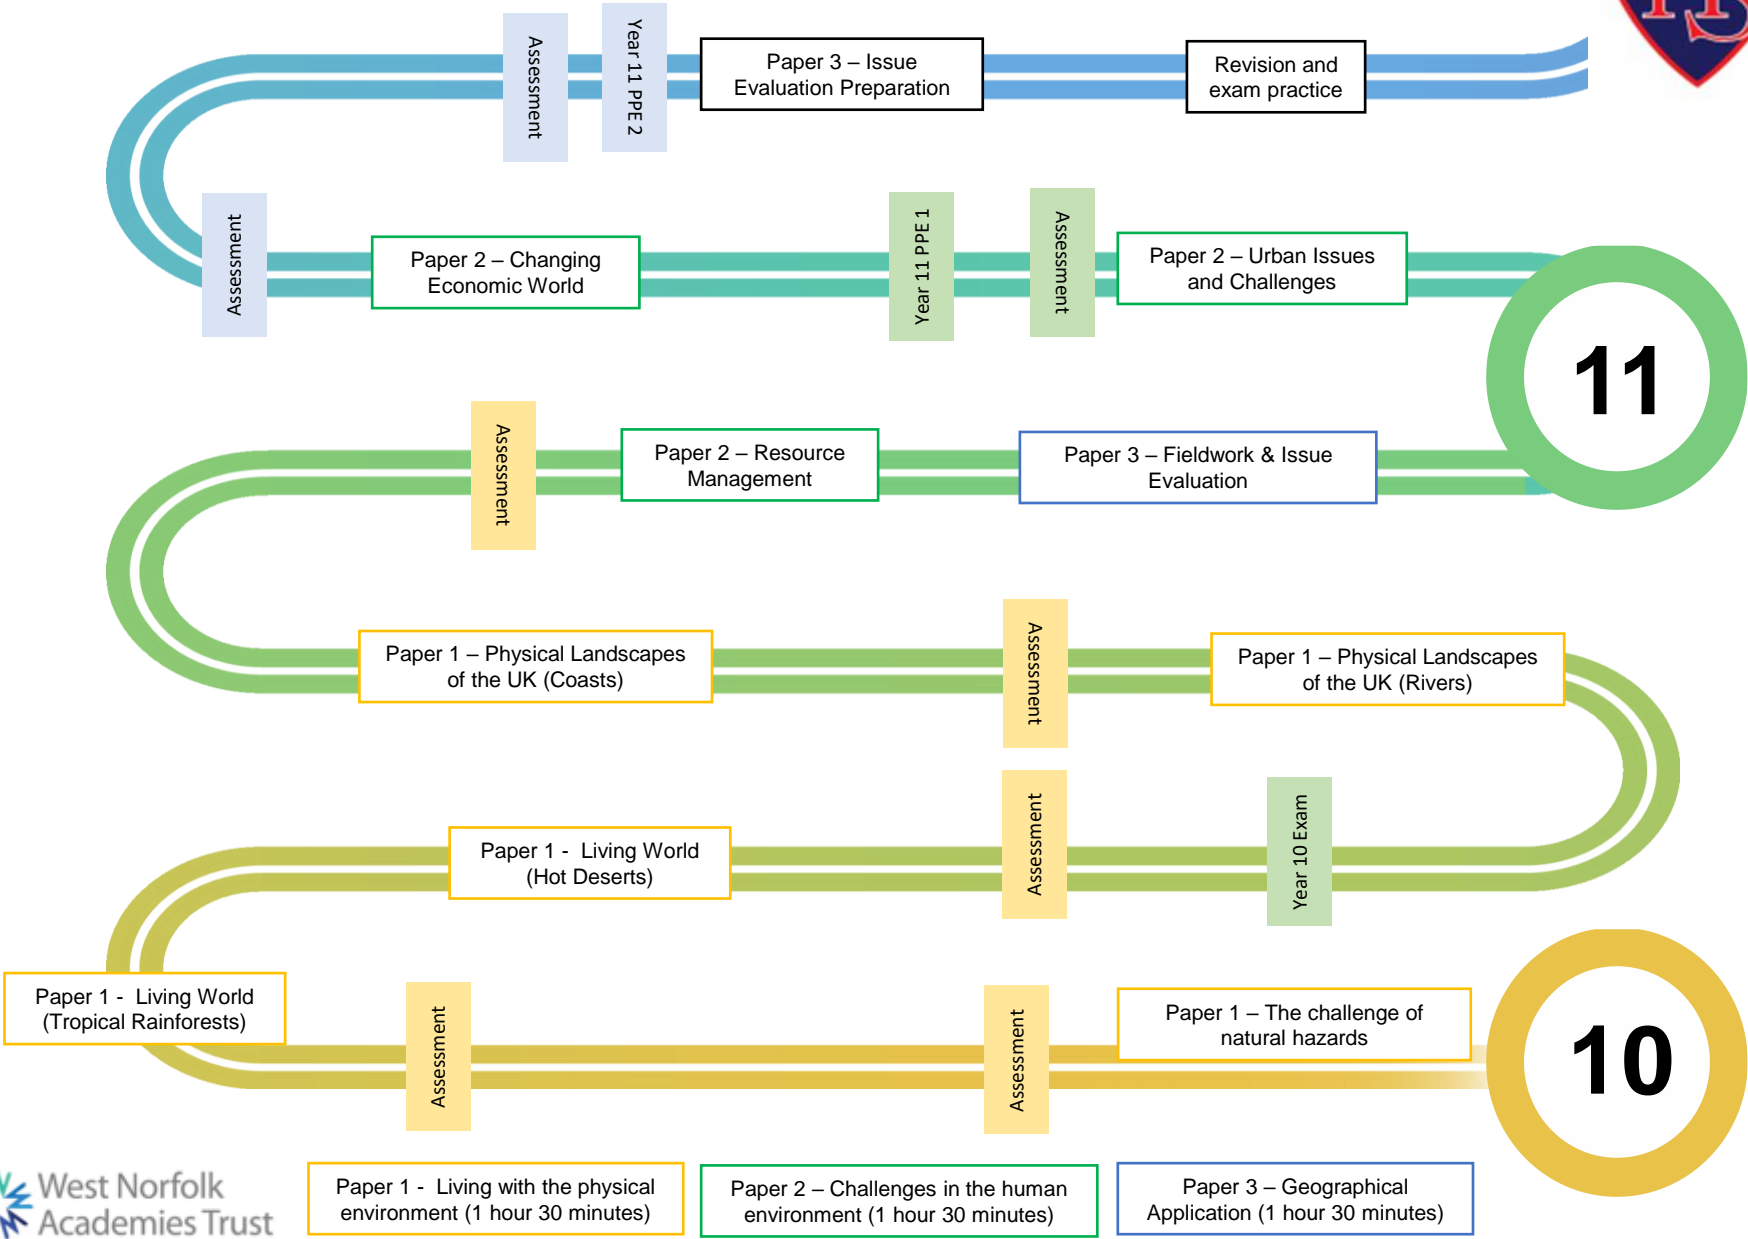 Assessment
Year 11 PPE 2
Paper 3 – Issue
Evaluation Preparation
Revision and
exam practice
Assessment
Paper 2 – Changing
Economic World
Year 11 PPE 1
Assessment
Paper 2 – Urban Issues
and Challenges
11
Assessment
Paper 2 – Resource
Management
Paper 3 – Fieldwork & Issue
Evaluation
Paper 1 – Physical Landscapes
of the UK (Coasts)
Assessment
Paper 1 – Physical Landscapes
of the UK (Rivers)
Paper 1 - Living World
(Hot Deserts)
Assessment
Year 10 Exam
Paper 1 - Living World
(Tropical Rainforests)
Assessment
Assessment
Paper 1 – The challenge of
natural hazards
10
West Norfolk
Academies Trust
Paper 1 - Living with the physical
environment (1 hour 30 minutes)
Paper 2 – Challenges in the human
environment (1 hour 30 minutes)
Paper 3 – Geographical
Application (1 hour 30 minutes)